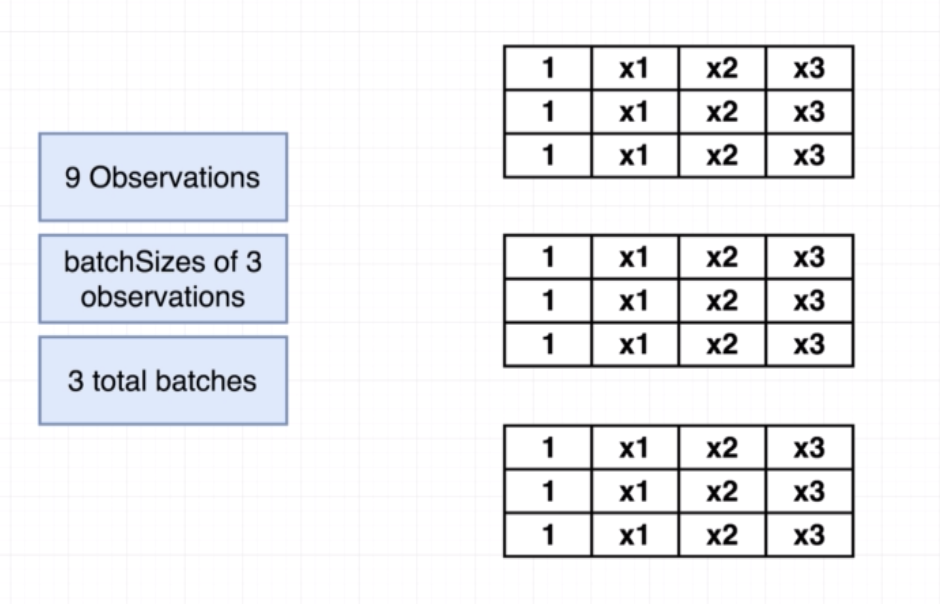 9 Observations
batchSizes of 3
observations
3 total batches
1 x1 x2 x3
1 x1 x2 x3
1 x1 x2 x3
1 x1 x2 x3
1 x1 x2 x3
1 x1 x2 x3
1 x1 x2 x3
1 x1 x2 x3
1 x1 x2 x3